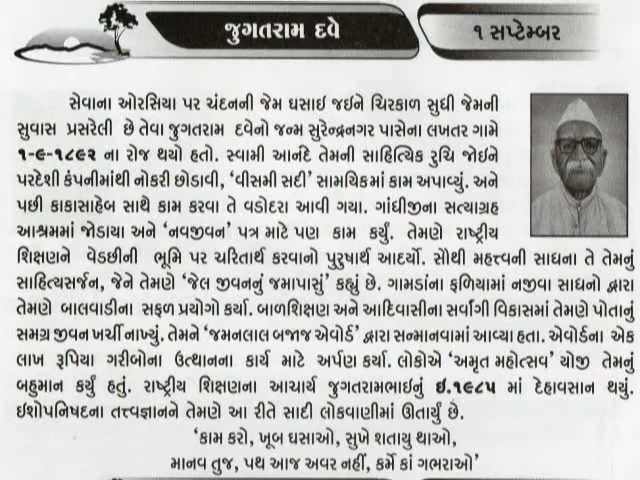 જુગતરામ દવે
૧ સપ્ટેમ્બર
સેવાના ઓરસિયા પર ચંદનની જેમ ઘસાઇ જઇને ચિરકાળ સુધી જેમની
સુવાસ પ્રસરેલી છે તેવા જુગતરામ દવેનો જન્મ સુરેન્દ્રનગર પાસેના લખતર ગામે
૧-૯-૧૮૯૨ ના રોજ થયો હતો. સ્વામી આનંદે તેમની સાહિત્યિક રુચિ જોઇને
પરદેશી કંપનીમાંથી નોકરી છોડાવી, ‘વીસમી સદી’ સામયિકમાં કામ અપાવ્યું. અને
પછી કાકાસાહેબ સાથે કામ કરવા તે વડોદરા આવી ગયા. ગાંધીજીના સત્યાગ્રહ
આશ્રમમાં જોડાયા અને ‘નવજીવન’ પત્ર માટે પણ કામ કર્યું. તેમણે રાષ્ટ્રીય
શિક્ષણને વેડછીની ભૂમિ પર ચરિતાર્થ કરવાનો પુરુષાર્થ આદર્યો. સૌથી મહત્ત્વની સાધના તે તેમનું
સાહિત્યસર્જન, જેને તેમણે ‘જેલ જીવનનું જમાપાસું’ કહ્યું છે. ગામડાંના ફળિયામાં નજીવા સાધનો દ્વારા
તેમણે બાલવાડીના સફળ પ્રયોગો કર્યા. બાળશિક્ષણ અને આદિવાસીના સર્વાંગી વિકાસમાં તેમણે પોતાનું
સમગ્ર જીવન ખર્ચી નાખ્યું. તેમને ‘જમનલાલ બજાજ એવોર્ડ’ દ્વારા સન્માનવામાં આવ્યા હતા. એવોર્ડના એક
લાખ રૂપિયા ગરીબોના ઉત્થાનના કાર્ય માટે અર્પણ કર્યા. લોકોએ ‘અમૃત મહોત્સવ’ યોજી તેમનું
બહુમાન કર્યું હતું. રાષ્ટ્રીય શિક્ષણના આચાર્ય જુગતરામભાઇનું ઇ.૧૯૮૫ માં દેહાવસાન થયું.
ઈશોપનિષદના તત્ત્વજ્ઞાનને તેમણે આ રીતે સાદી લોકવાણીમાં ઊતાર્યું છે.
‘કામ કરો, ખૂબ ઘસાઓ, સુખે શતાયુ થાઓ,
માનવ તુજ, પથ આજ અવર નહીં, કર્મે કાં ગભરાઓ’